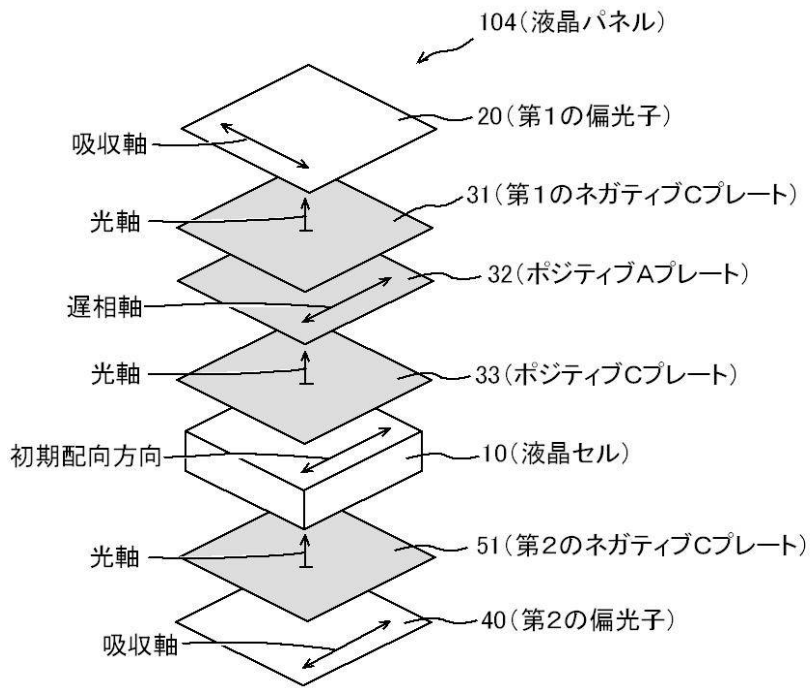 104(液晶パネル)
20(第1の偏光子)
吸収軸
31(第1のネガティブCプレート)
光軸
32(ポジティブAプレート)
遅相軸
光軸
33(ポジティブCプレート)
初期配向方向
10(液晶セル)
51(第2のネガティブCプレート)
光軸
40(第2の偏光子)
吸収軸